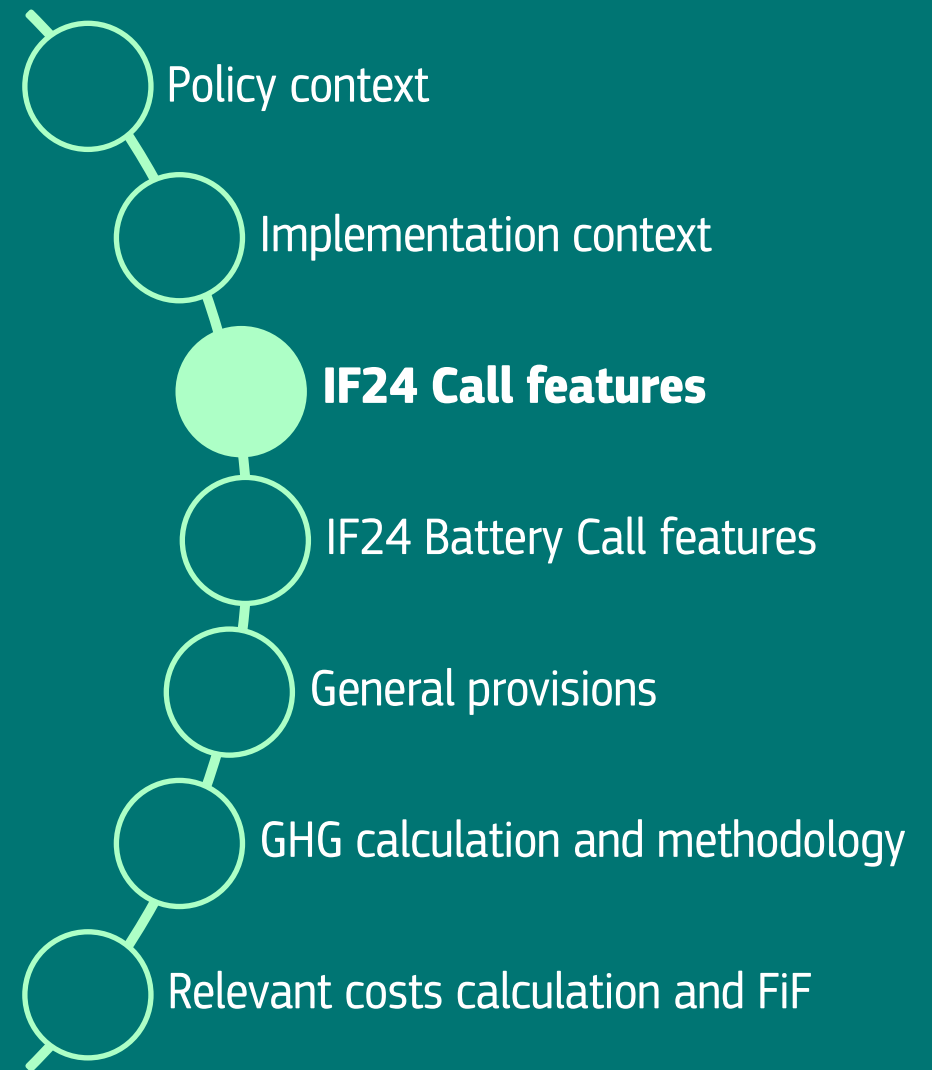 Policy context
Implementation context
IF24 Call features
IF24 Battery Call features
General provisions
GHG calculation and methodology
Relevant costs calculation and FiF